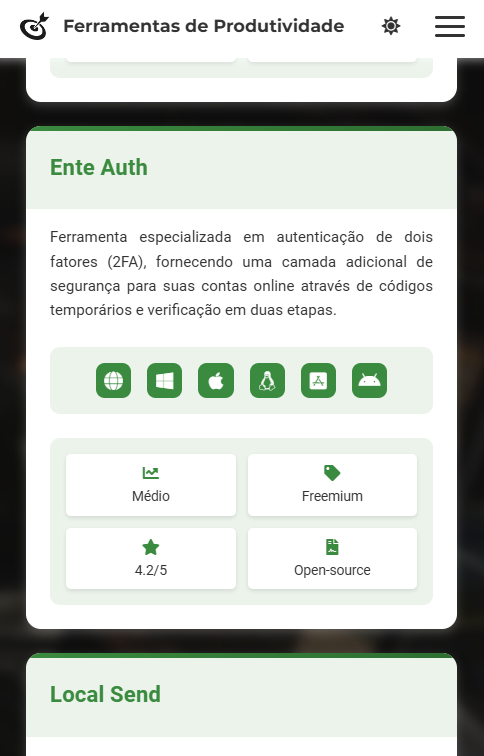 Ferramentas de Produtividade
Ente Auth
Ferramenta especializada em autenticação de dois
fatores (2FA), fornecendo uma camada adicional de
segurança para suas contas online através de códigos
temporários e verificação em duas etapas.
Médio
Freemium
4.2/5
Open-source
Local Send